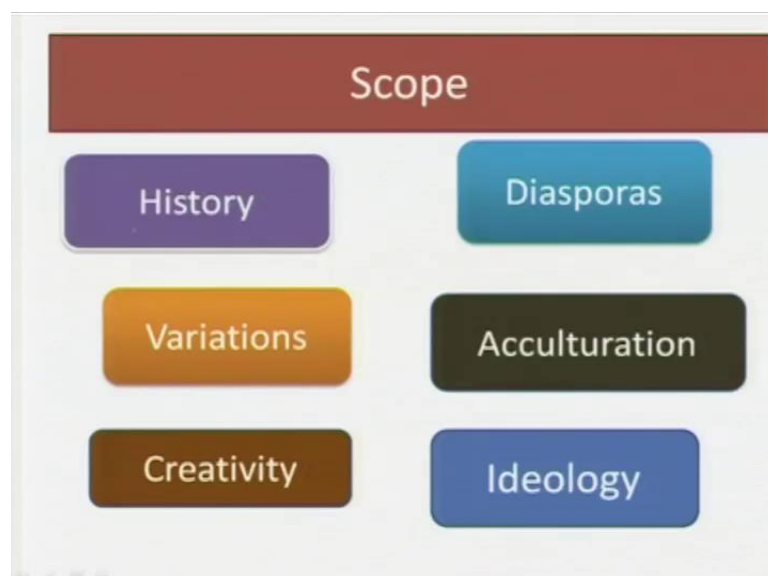 Scope
History
Diasporas
Variations
Acculturation
Creativity
Ideology